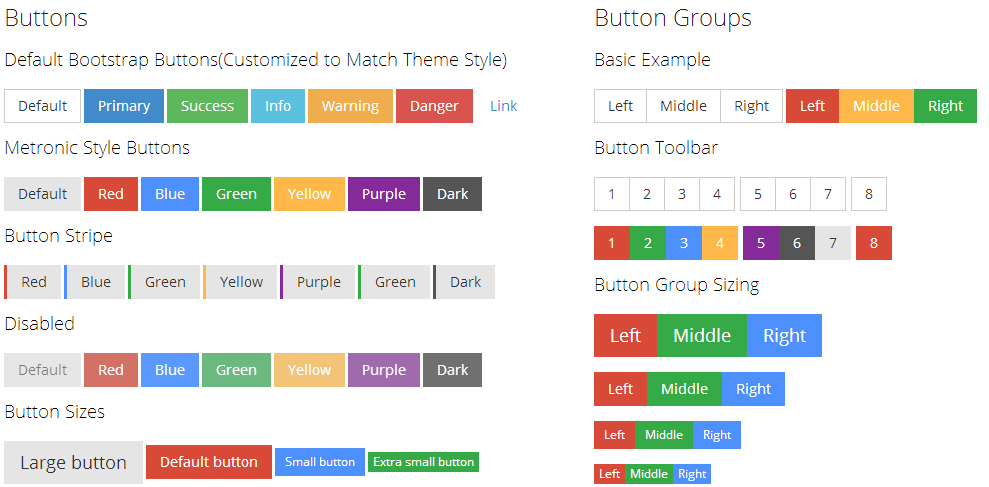 Buttons
Default Bootstrap Buttons(Customized to Match Theme Style)
Default Primary Success Info Warning Danger Link
Metronic Style Buttons
Default Red Blue Green Yellow Purple Dark
Button Stripe
Red Blue Green Yellow Purple Green Dark
Disabled
Default Red Blue Green Yellow Purple Dark
Button Sizes
Large button Default button Small button Extra small button
Button Groups
Basic Example
Left Middle Right Left Middle Right
Button Toolbar
1 2 3 4 5 6 7 8
1 2 3 4 5 6 7 8
Button Group Sizing
Left Middle Right
Left Middle Right
Left Middle Right
Left Middle Right